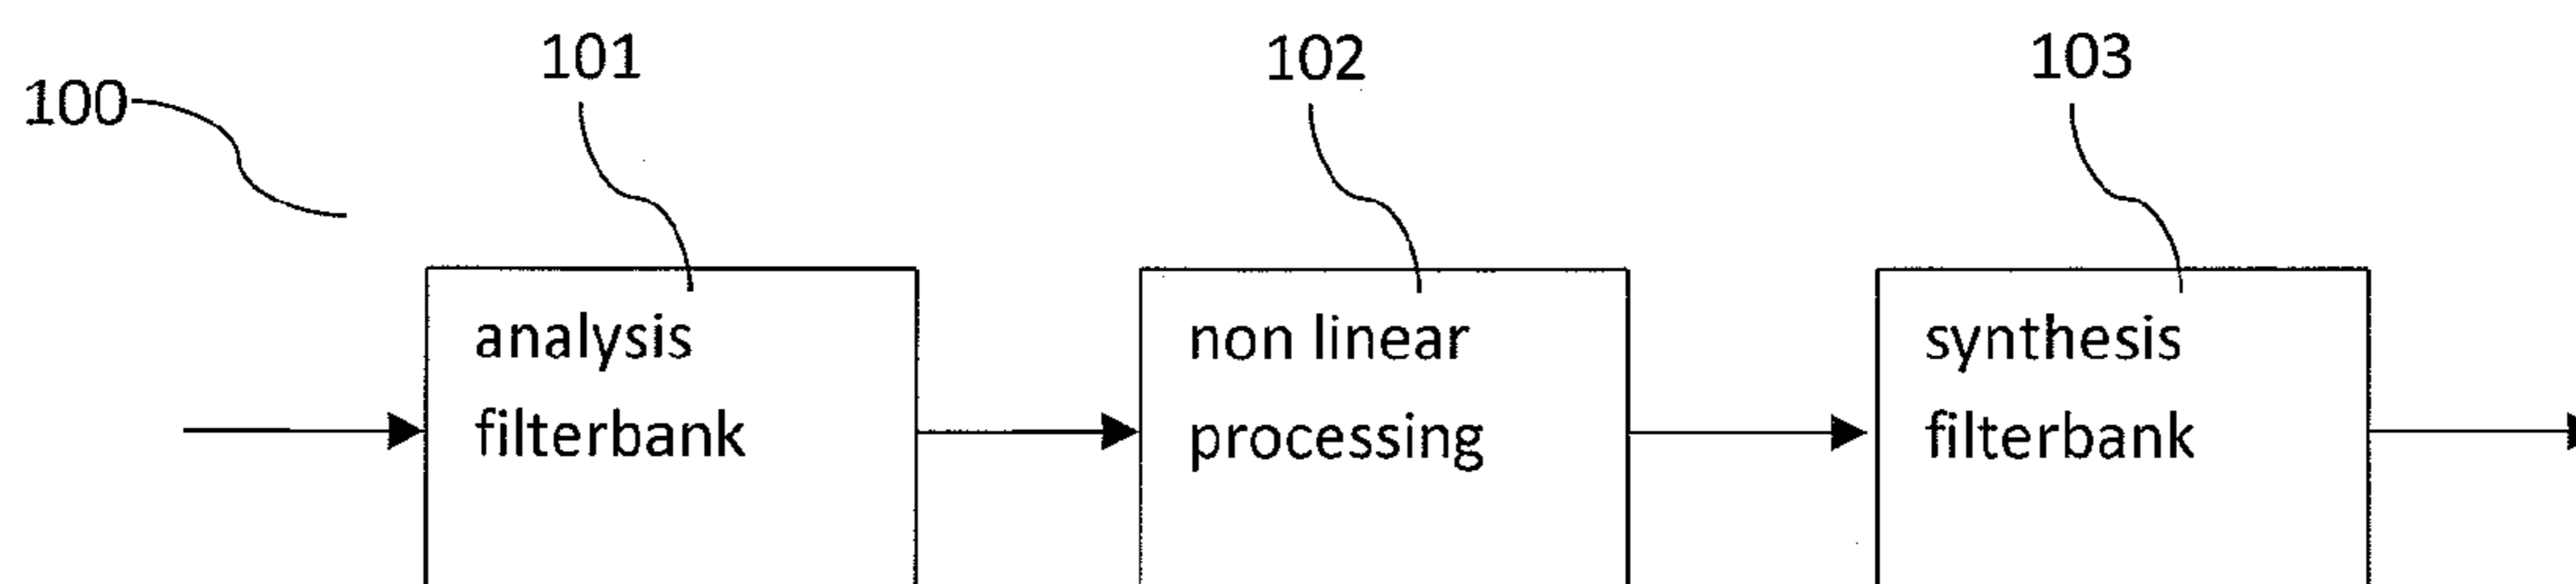 100
101
102
103
analysis
filterbank
non linear
processing
synthesis
filterbank